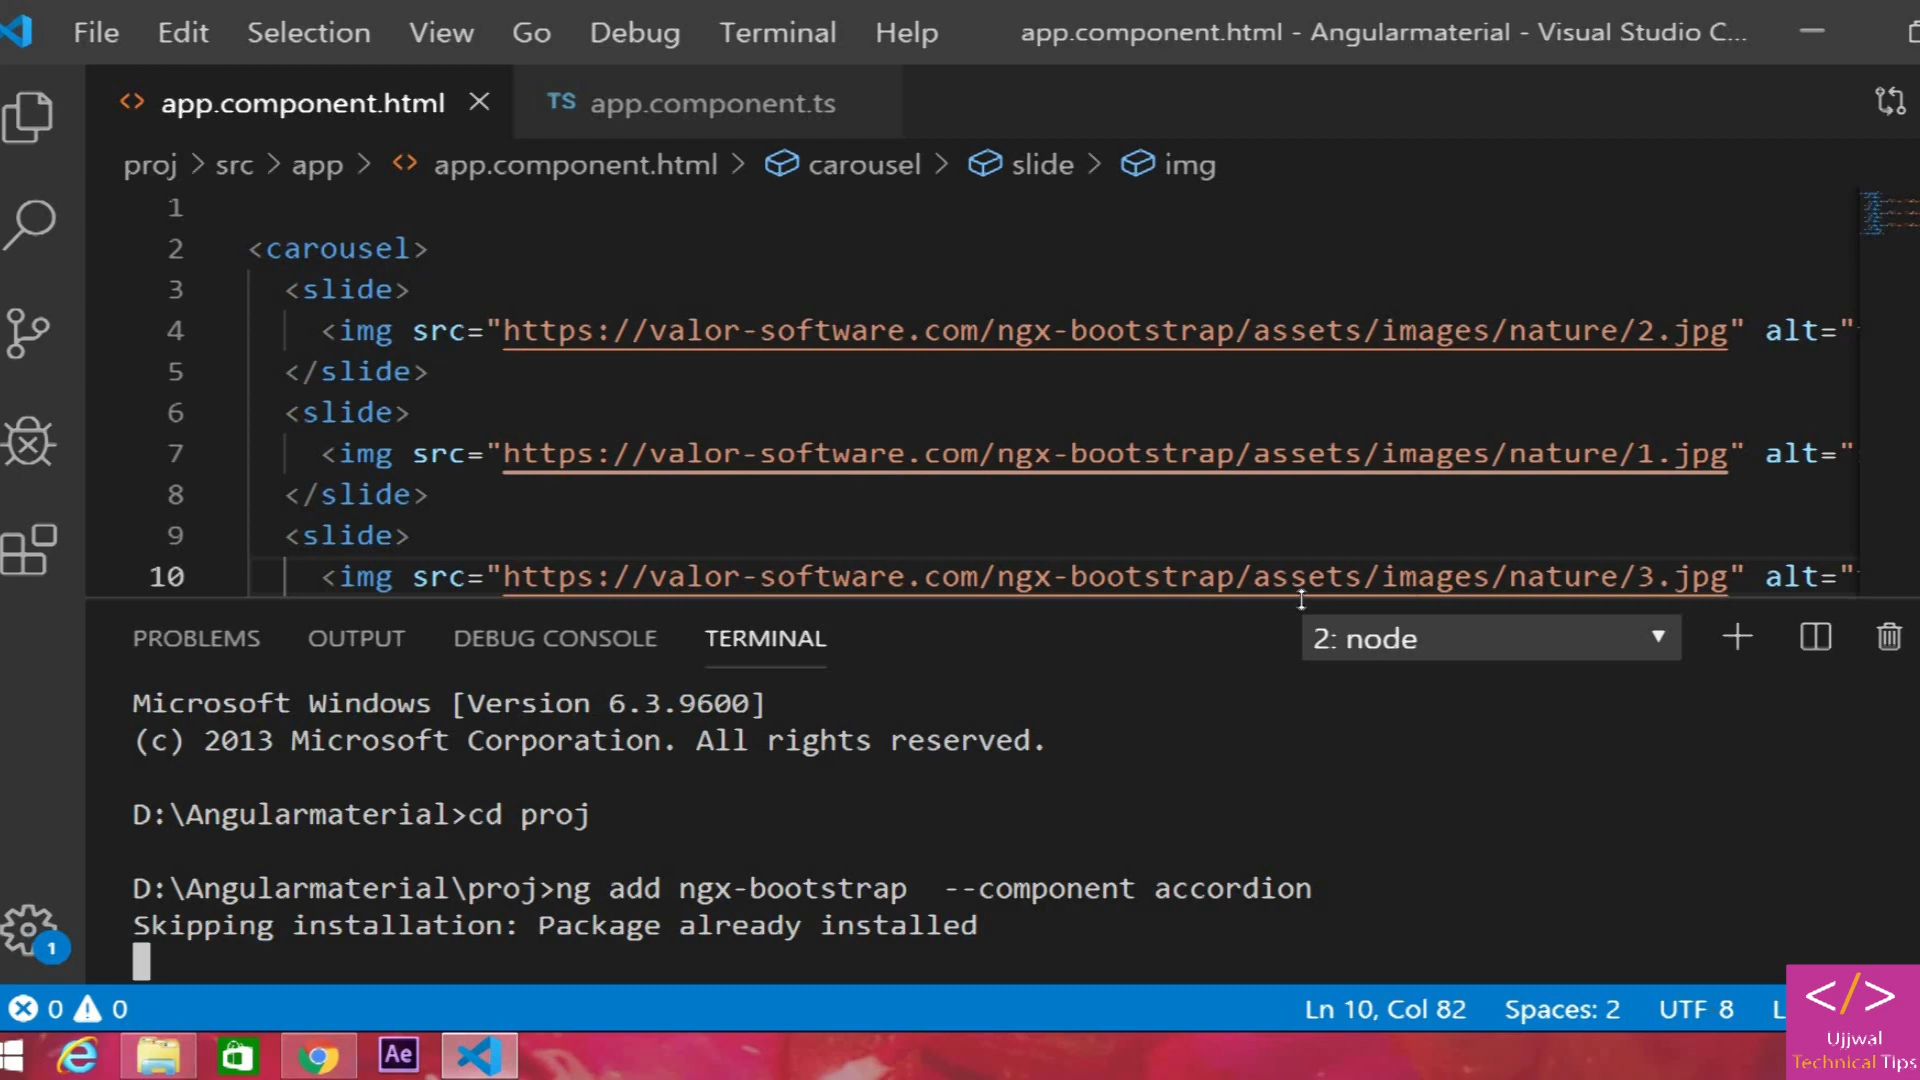 File Edit Selection View Go Debug Terminal Help app.component.html - Angularmaterial - Visual Studio C...
app.component.html TS app.component.ts
proj > src > app > app.component.html > carousel > slide > img
1
2 <carousel>
3 <slide>
4 <img src="https://valor-software.com/ngx-bootstrap/assets/images/nature/2.jpg" alt="
5 </slide>
6 <slide>
7 <img src="https://valor-software.com/ngx-bootstrap/assets/images/nature/1.jpg" alt="
8 </slide>
9 <slide>
10 <img src="https://valor-software.com/ngx-bootstrap/assets/images/nature/3.jpg" alt="
PROBLEMS OUTPUT DEBUG CONSOLE TERMINAL 2: node
Microsoft Windows [Version 6.3.9600]
(c) 2013 Microsoft Corporation. All rights reserved.
D:\Angularmaterial>cd proj
D:\Angularmaterial\proj>ng add ngx-bootstrap  --component accordion
Skipping installation: Package already installed
1
0 0 Ln 10, Col 82 Spaces: 2 UTF 8 L
Ae
</>
Ujjwal
Technical Tips